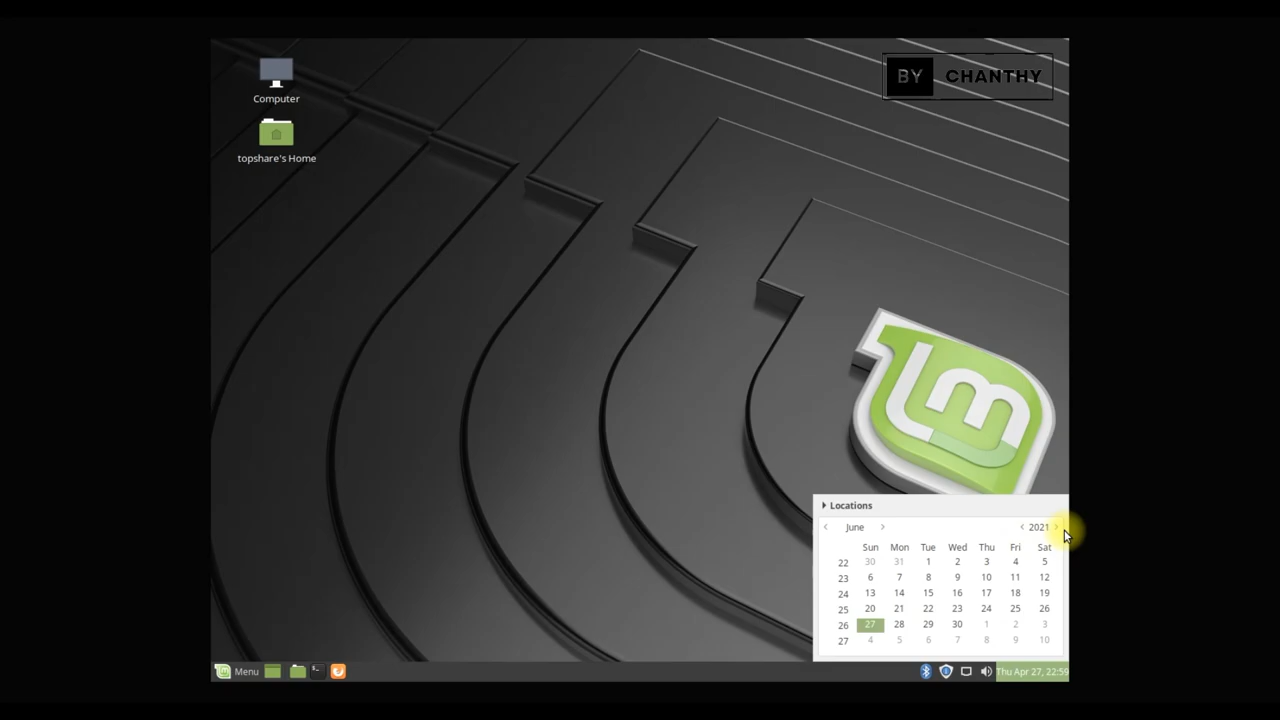 BY CHANTHY
Computer
topshare's Home
lm
Locations
June 2021
Sun Mon Tue Wed Thu Fri Sat
22 30 31 1 2 3 4 5
23 6 7 8 9 10 11 12
24 13 14 15 16 17 18 19
25 20 21 22 23 24 25 26
26 27 28 29 30 1 2 3
27 4 5 6 7 8 9 10
Menu Thu Apr 27, 22:59